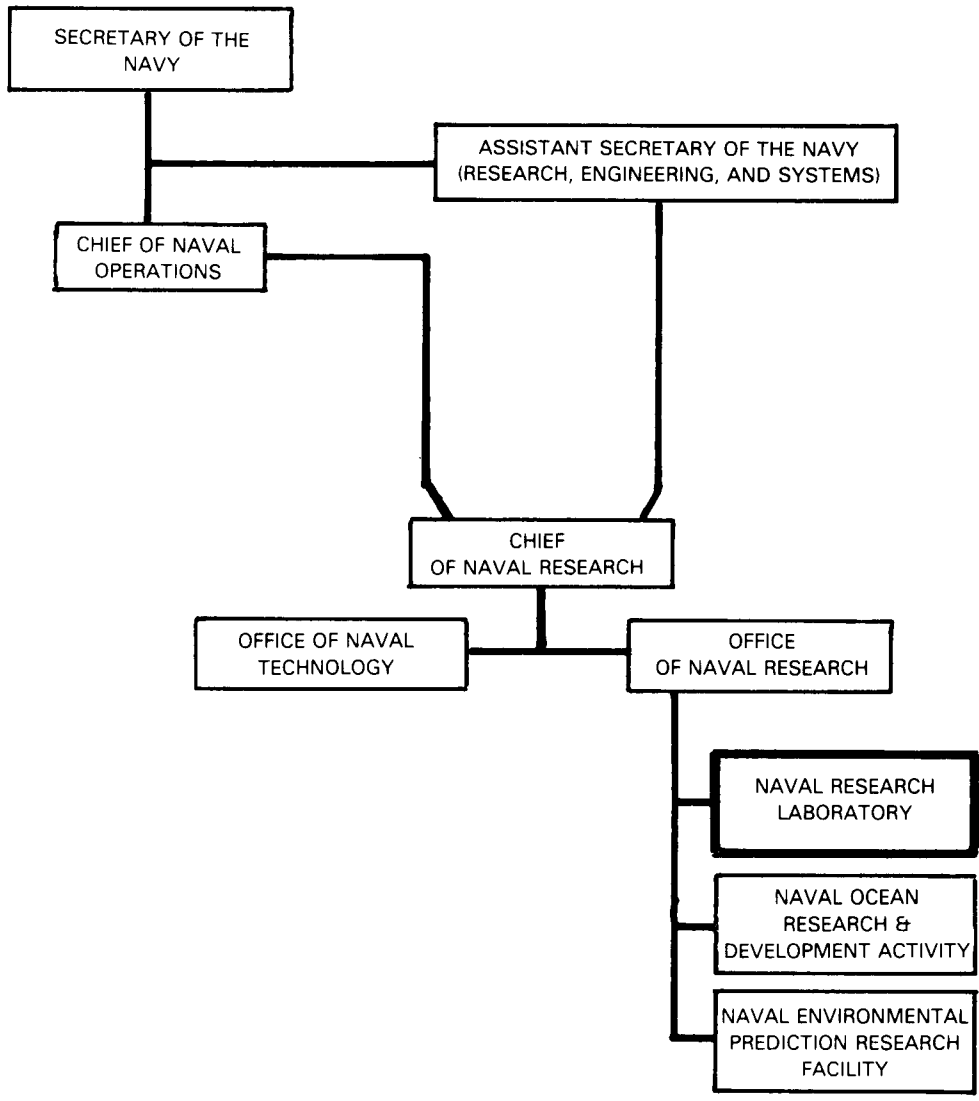 SECRETARY OF THE
NAVY
ASSISTANT SECRETARY OF THE NAVY
(RESEARCH, ENGINEERING, AND SYSTEMS)
CHIEF OF NAVAL
OPERATIONS
CHIEF
OF NAVAL RESEARCH
OFFICE OF NAVAL
TECHNOLOGY
OFFICE
OF NAVAL RESEARCH
NAVAL RESEARCH
LABORATORY
NAVAL OCEAN
RESEARCH &
DEVELOPMENT ACTIVITY
NAVAL ENVIRONMENTAL
PREDICTION RESEARCH
FACILITY